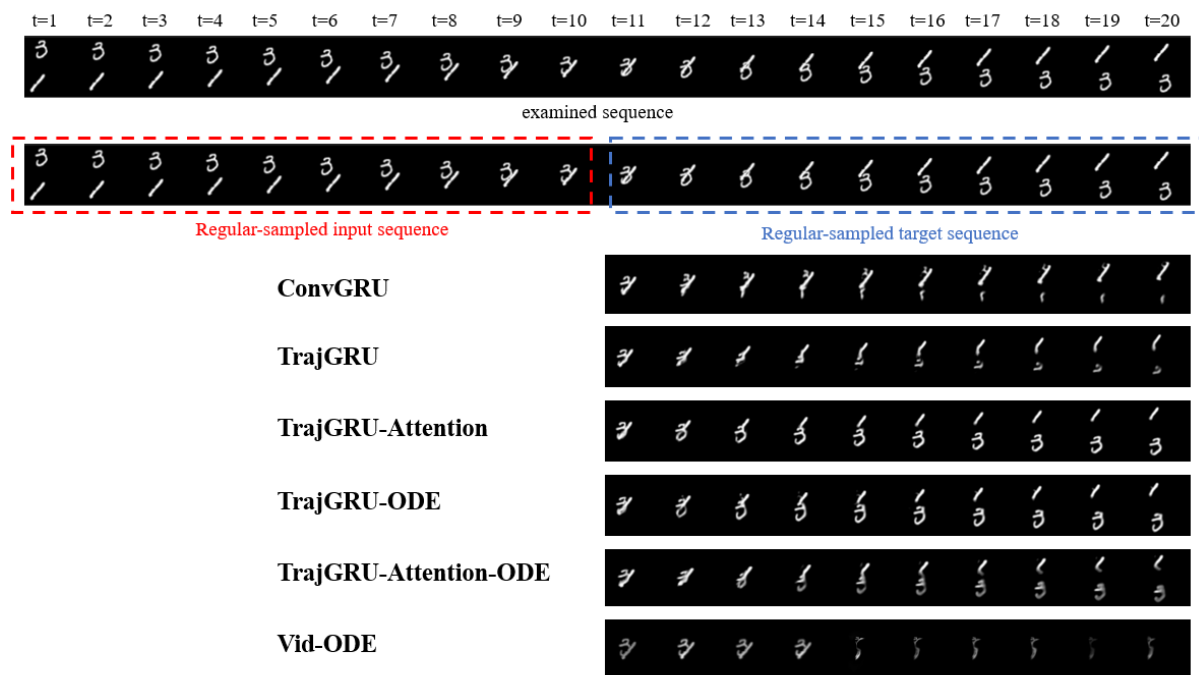 t=1 t=2 t=3 t=4 t=5 t=6 t=7 t=8 t=9 t=10 t=11 t=12 t=13 t=14 t=15 t=16 t=17 t=18 t=19 t=20
examined sequence
Regular-sampled input sequence Regular-sampled target sequence
ConvGRU
TrajGRU
TrajGRU-Attention
TrajGRU-ODE
TrajGRU-Attention-ODE
Vid-ODE